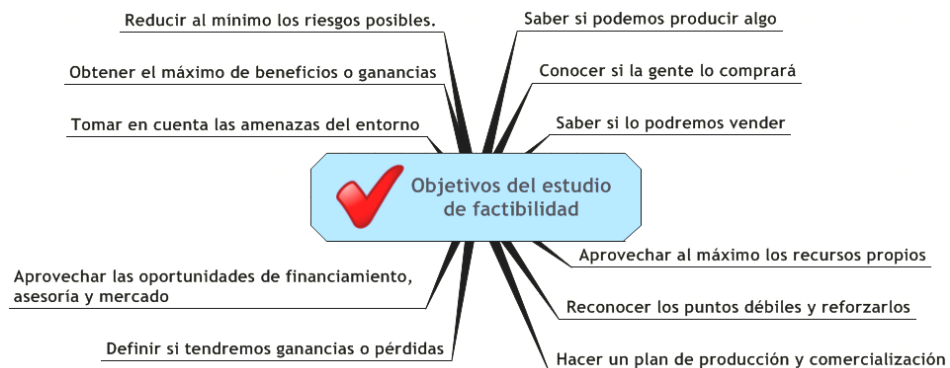 Reducir al mínimo los riesgos posibles.
Obtener el máximo de beneficios o ganancias
Tomar en cuenta las amenazas del entorno
Saber si podemos producir algo
Conocer si la gente lo comprará
Saber si lo podremos vender
Objetivos del estudio
de factibilidad
Aprovechar las oportunidades de financiamiento,
asesoría y mercado
Definir si tendremos ganancias o pérdidas
Aprovechar al máximo los recursos propios
Reconocer los puntos débiles y reforzarlos
Hacer un plan de producción y comercialización